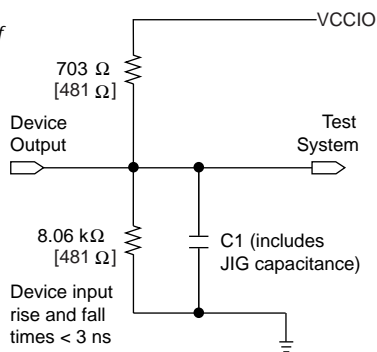 f
VCCIO
703 Ω
[481 Ω]
Device
Output
Test
System
8.06 kΩ
[481 Ω]
C1 (includes
JIG capacitance)
Device input
rise and fall
times < 3 ns